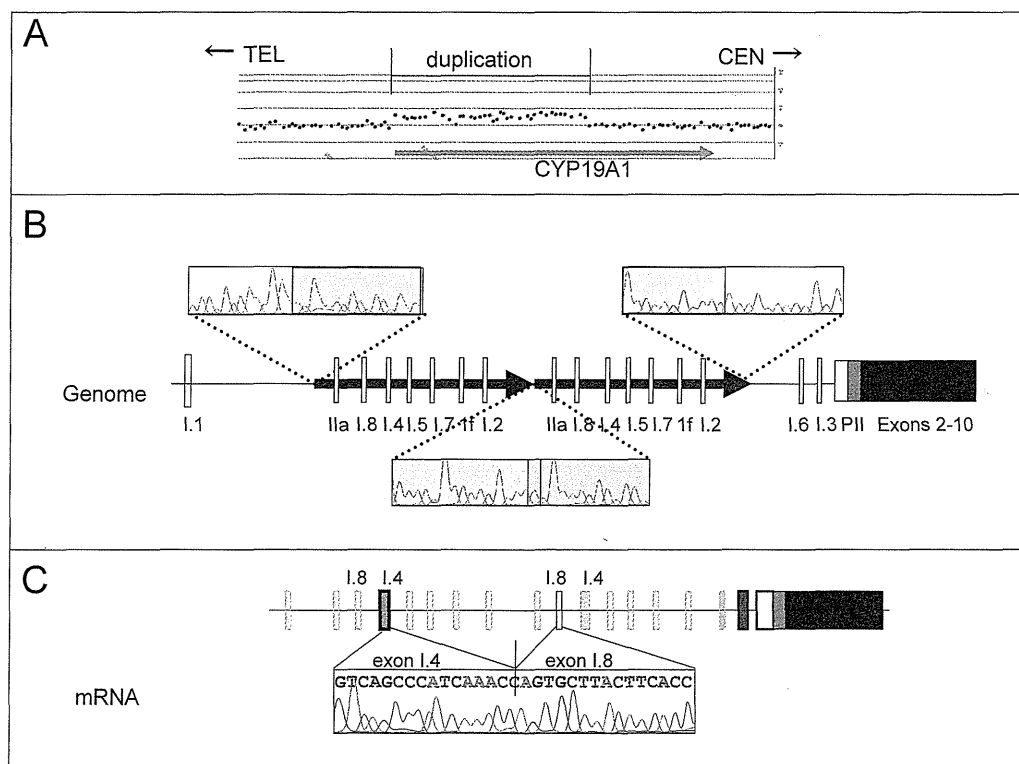 A
← TEL
duplication
CEN →
CYP19A1
B
Genome
I.1
IIa I.8 I.4 I.5 I.7 1f I.2
IIa I.8 I.4 I.5 I.7 1f I.2
I.6 I.3 PII Exons 2-10
C
I.8 I.4
I.8 I.4
exon I.4
exon I.8
GTCAGCCCATCAAACCAGTGCTTACTTCACC
mRNA